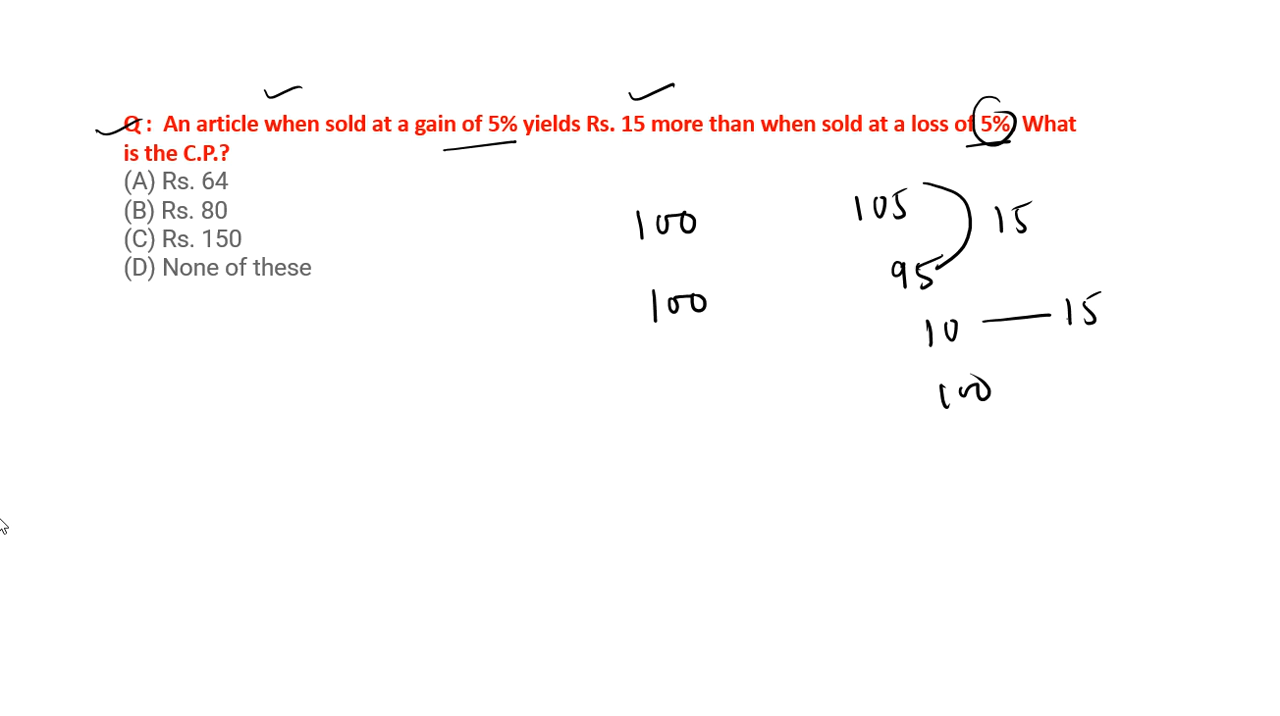 Q : An article when sold at a gain of 5% yields Rs. 15 more than when sold at a loss of 5% What
is the C.P.?
(A) Rs. 64
(B) Rs. 80
(C) Rs. 150
(D) None of these
100 105 15
95
100
10 — 15
100